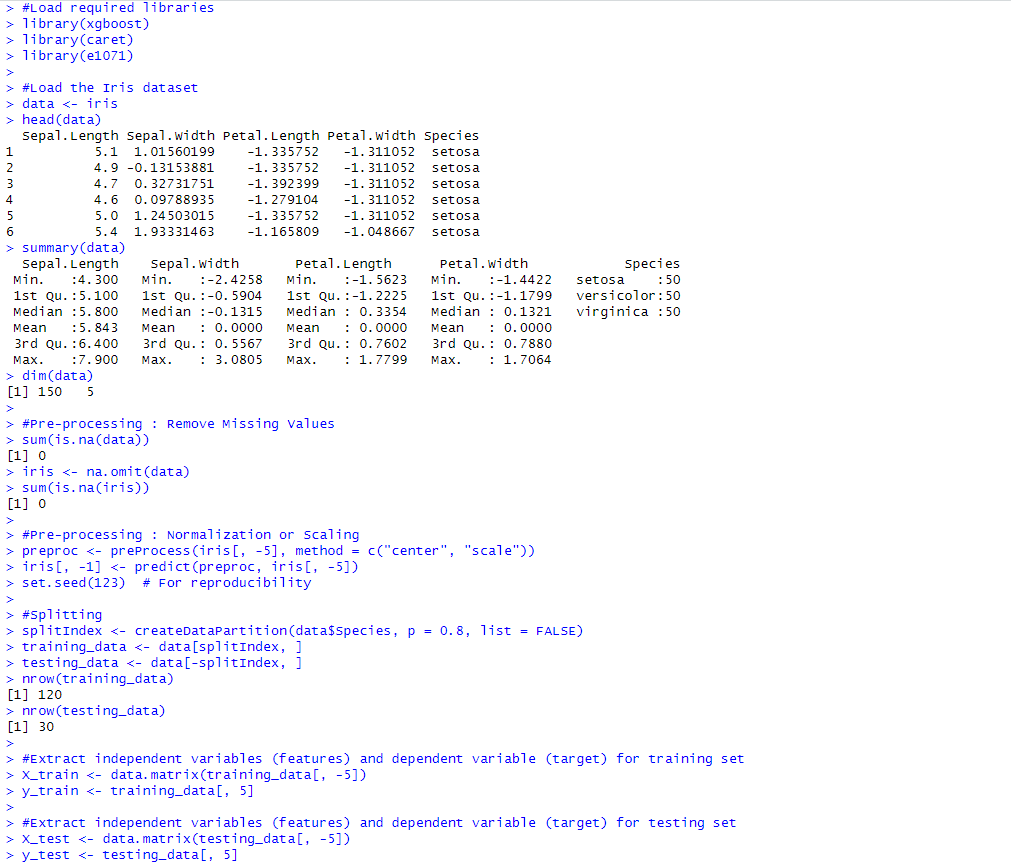 > #Load required libraries
> library(xgboost)
> library(caret)
> library(e1071)
>
> #Load the Iris dataset
> data <- iris
> head(data)
  Sepal.Length Sepal.Width Petal.Length Petal.Width Species
1          5.1  1.01560199    -1.335752   -1.311052  setosa
2          4.9 -0.13153881    -1.335752   -1.311052  setosa
3          4.7  0.32731751    -1.392399   -1.311052  setosa
4          4.6  0.09788935    -1.279104   -1.311052  setosa
5          5.0  1.24503015    -1.335752   -1.311052  setosa
6          5.4  1.93331463    -1.165809   -1.048667  setosa
> summary(data)
  Sepal.Length    Sepal.Width       Petal.Length      Petal.Width            Species
 Min.   :4.300   Min.   :-2.4258   Min.   :-1.5623   Min.   :-1.4422   setosa    :50
 1st Qu.:5.100   1st Qu.:-0.5904   1st Qu.:-1.2225   1st Qu.:-1.1799   versicolor:50
 Median :5.800   Median :-0.1315   Median : 0.3354   Median : 0.1321   virginica :50
 Mean   :5.843   Mean   : 0.0000   Mean   : 0.0000   Mean   : 0.0000
 3rd Qu.:6.400   3rd Qu.: 0.5567   3rd Qu.: 0.7602   3rd Qu.: 0.7880
 Max.   :7.900   Max.   : 3.0805   Max.   : 1.7799   Max.   : 1.7064
> dim(data)
[1] 150   5
>
> #Pre-processing : Remove Missing Values
> sum(is.na(data))
[1] 0
> iris <- na.omit(data)
> sum(is.na(iris))
[1] 0
>
> #Pre-processing : Normalization or Scaling
> preproc <- preProcess(iris[, -5], method = c("center", "scale"))
> iris[, -1] <- predict(preproc, iris[, -5])
> set.seed(123)  # For reproducibility
>
> #Splitting
> splitIndex <- createDataPartition(data$Species, p = 0.8, list = FALSE)
> training_data <- data[splitIndex, ]
> testing_data <- data[-splitIndex, ]
> nrow(training_data)
[1] 120
> nrow(testing_data)
[1] 30
>
> #Extract independent variables (features) and dependent variable (target) for training set
> X_train <- data.matrix(training_data[, -5])
> y_train <- training_data[, 5]
>
> #Extract independent variables (features) and dependent variable (target) for testing set
> X_test <- data.matrix(testing_data[, -5])
> y_test <- testing_data[, 5]